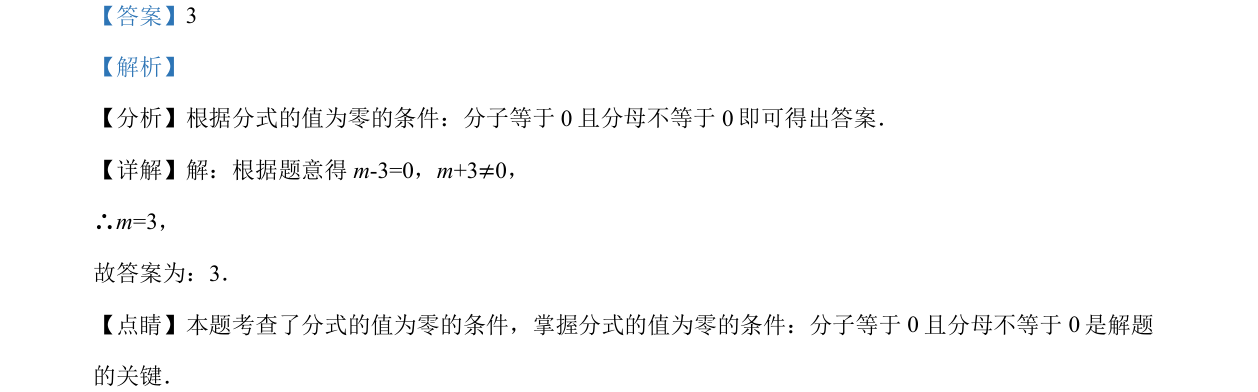 【答案】3
【解析】
【分析】根据分式的值为零的条件：分子等于 0 且分母不等于 0 即可得出答案．
【详解】解：根据题意得 m-3=0，m+3≠0，
∴m=3，
故答案为：3．
【点睛】本题考查了分式的值为零的条件，掌握分式的值为零的条件：分子等于 0 且分母不等于 0 是解题
的关键．